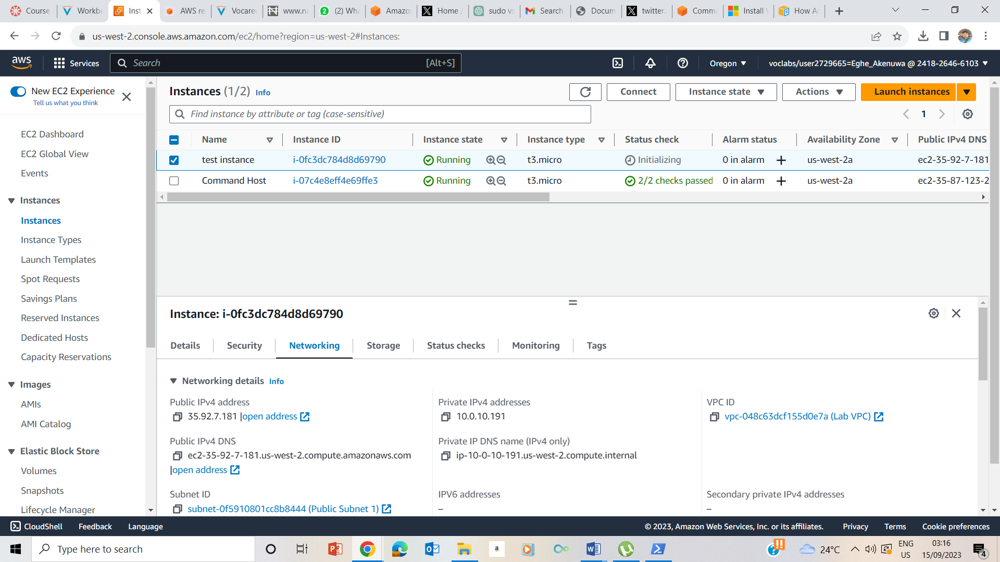 Course
Workbe
Inst
AWS re
Vocareu
www.na
(2) Wha
Amazon
Home /
sudo vs
Search
Docum
twitter.
Comma
Install
How A
us-west-2.console.aws.amazon.com/ec2/home?region=us-west-2#Instances:
aws
Services
Search
[Alt+S]
Oregon
voclabs/user2729665=Eghe_Akenuwa @ 2418-2646-6103
New EC2 Experience
Tell us what you think
EC2 Dashboard
EC2 Global View
Events
Instances
Instances
Instance Types
Launch Templates
Spot Requests
Savings Plans
Reserved Instances
Dedicated Hosts
Capacity Reservations
Images
AMIs
AMI Catalog
Elastic Block Store
Volumes
Snapshots
Lifecycle Manager
Instances (1/2) Info
Connect
Instance state
Actions
Launch instances
Find instance by attribute or tag (case-sensitive)
1
Name Instance ID Instance state Instance type Status check Alarm status Availability Zone Public IPv4 DNS
test instance i-0fc3dc784d8d69790 Running t3.micro Initializing 0 in alarm + us-west-2a ec2-35-92-7-181
Command Host i-07c4e8eff4e69ffe3 Running t3.micro 2/2 checks passed 0 in alarm + us-west-2a ec2-35-87-123-2
Instance: i-0fc3dc784d8d69790
Details Security Networking Storage Status checks Monitoring Tags
Networking details Info
Public IPv4 address
35.92.7.181 |open address
Private IPv4 addresses
10.0.10.191
VPC ID
vpc-048c63dcf155d0e7a (Lab VPC)
Public IPv4 DNS
ec2-35-92-7-181.us-west-2.compute.amazonaws.com
|open address
Private IP DNS name (IPv4 only)
ip-10-0-10-191.us-west-2.compute.internal
Subnet ID
subnet-0f5910801cc8b8444 (Public Subnet 1)
IPV6 addresses
–
Secondary private IPv4 addresses
–
CloudShell
Feedback
Language
© 2023, Amazon Web Services, Inc. or its affiliates.
Privacy
Terms
Cookie preferences
Type here to search
24°C
ENG
US
03:16
15/09/2023
4